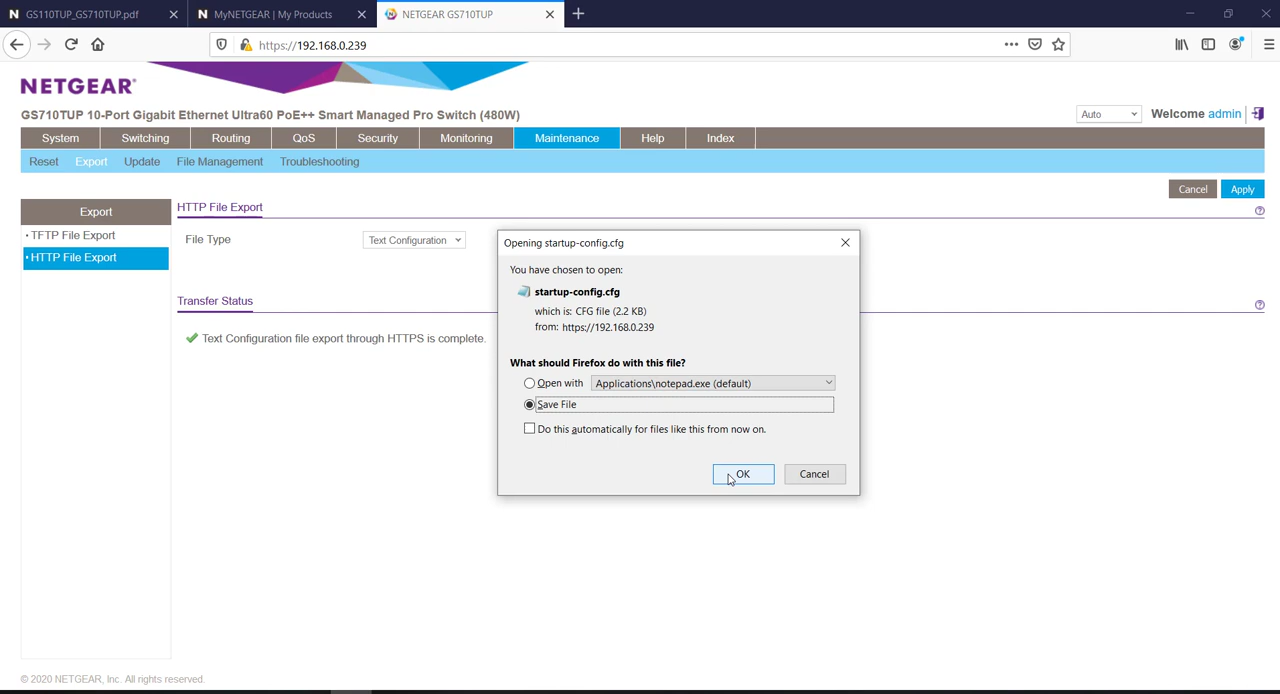 GS110TUP_GS710TUP.pdf
MyNETGEAR | My Products
NETGEAR GS710TUP
https://192.168.0.239
NETGEAR®
GS710TUP 10-Port Gigabit Ethernet Ultra60 PoE++ Smart Managed Pro Switch (480W)
Auto
Welcome admin
System Switching Routing QoS Security Monitoring Maintenance Help Index
Reset Export Update File Management Troubleshooting
Cancel Apply
Export
TFTP File Export
HTTP File Export
HTTP File Export
File Type Text Configuration
Transfer Status
Text Configuration file export through HTTPS is complete.
Opening startup-config.cfg
You have chosen to open:
startup-config.cfg
which is: CFG file (2.2 KB)
from: https://192.168.0.239
What should Firefox do with this file?
Open with Applications\notepad.exe (default)
Save File
Do this automatically for files like this from now on.
OK Cancel
© 2020 NETGEAR, Inc. All rights reserved.